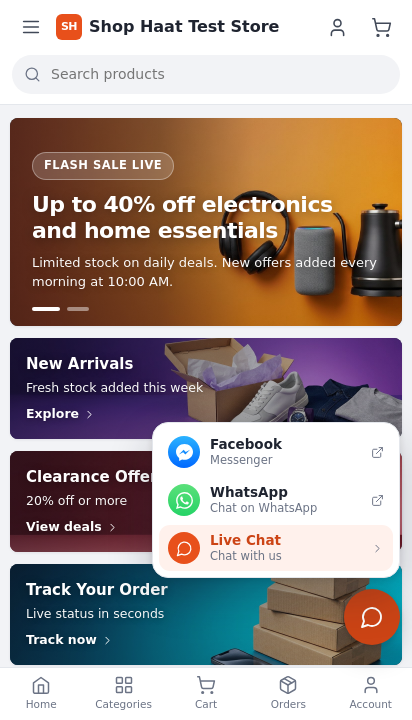 SH
Shop Haat Test Store
Search products
FLASH SALE LIVE
Up to 40% off electronics
and home essentials
Limited stock on daily deals. New offers added every
morning at 10:00 AM.
New Arrivals
Fresh stock added this week
Explore
Clearance Offer
20% off or more
View deals
Facebook
Messenger
WhatsApp
Chat on WhatsApp
Live Chat
Chat with us
Track Your Order
Live status in seconds
Track now
Home
Categories
Cart
Orders
Account